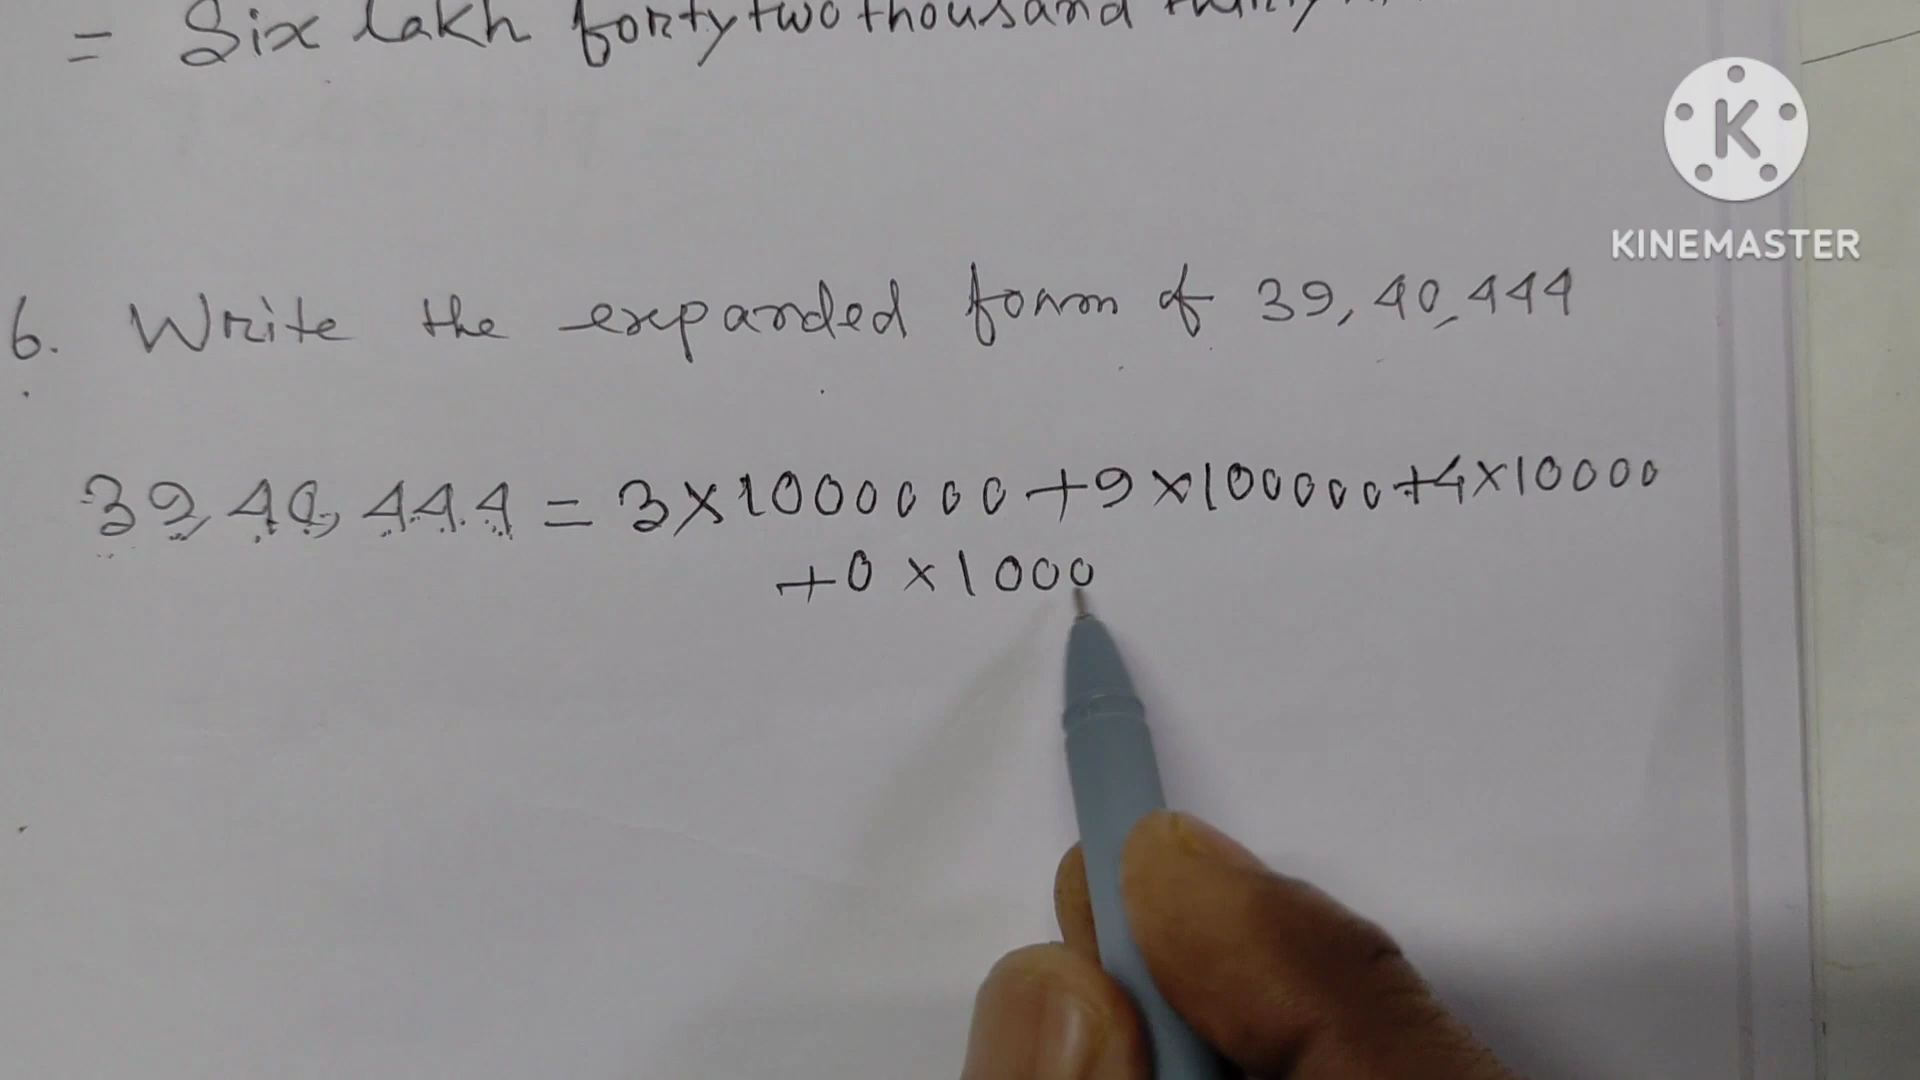 = Six lakh forty two thousand
K
KINEMASTER
6. Write the expanded form of 39,40,444
39,40,444 = 3×1000000+9×100000+4×10000
+0×1000